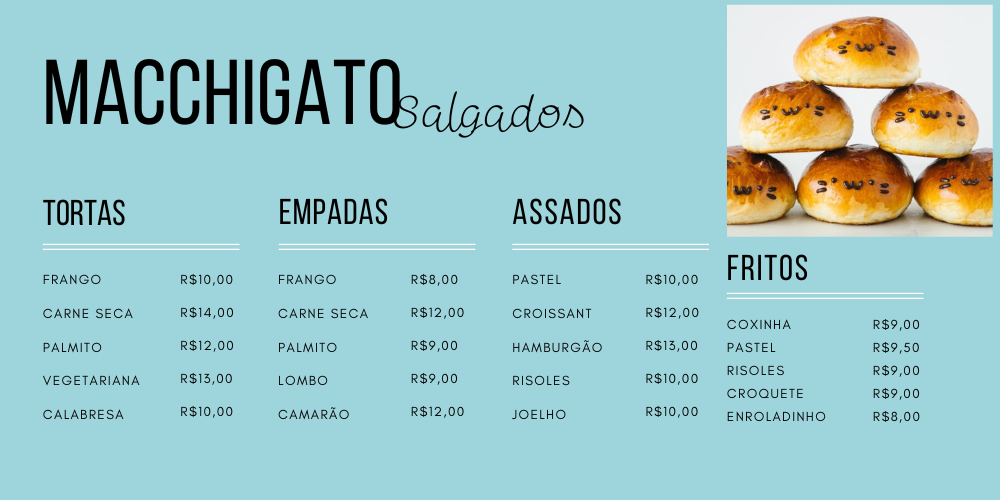 MACCHIGATO Salgados
TORTAS
FRANGO R$10,00
CARNE SECA R$14,00
PALMITO R$12,00
VEGETARIANA R$13,00
CALABRESA R$10,00
EMPADAS
FRANGO R$8,00
CARNE SECA R$12,00
PALMITO R$9,00
LOMBO R$9,00
CAMARÃO R$12,00
ASSADOS
PASTEL R$10,00
CROISSANT R$12,00
HAMBURGÃO R$13,00
RISOLES R$10,00
JOELHO R$10,00
FRITOS
COXINHA R$9,00
PASTEL R$9,50
RISOLES R$9,00
CROQUETE R$9,00
ENROLADINHO R$8,00